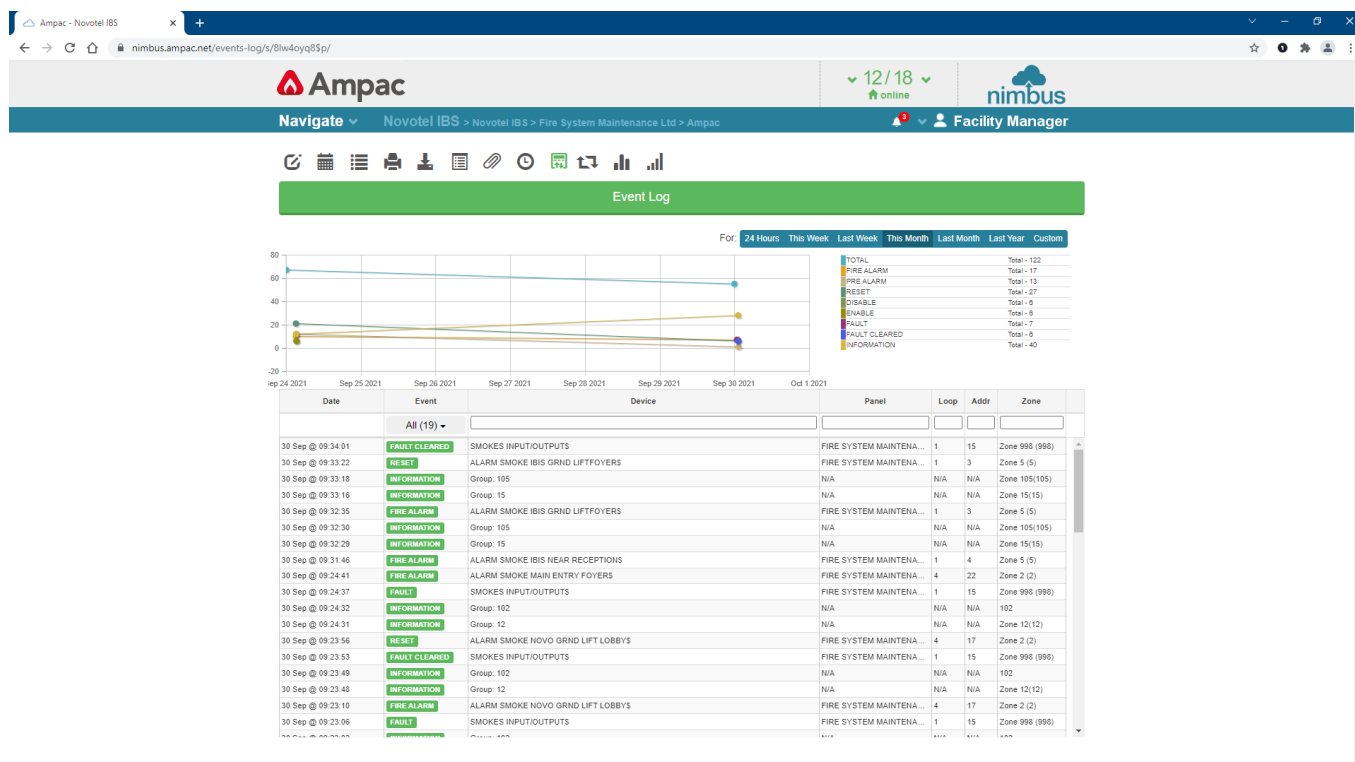 Ampac - Novotel IBS
nimbus.ampac.net/events-log/s/8lw4oyq8$p/
Ampac
12/18
online
nimbus
Navigate
Novotel IBS > Novotel IBS > Fire System Maintenance Ltd > Ampac
3
Facility Manager
Event Log
For: 24 Hours This Week Last Week This Month Last Month Last Year Custom
80
60
40
20
0
-20
Sep 25 2021 Sep 26 2021 Sep 27 2021 Sep 28 2021 Sep 29 2021 Sep 30 2021 Oct 1 2021
TOTAL Total - 122
FIRE ALARM Total - 17
PRE ALARM Total - 13
RESET Total - 27
DISABLE Total - 6
ENABLE Total - 6
FAULT Total - 7
FAULT CLEARED Total - 6
INFORMATION Total - 40
Date Event Device Panel Loop Addr Zone
All (19)
30 Sep @ 09:34:01 FAULT CLEARED SMOKES INPUT/OUTPUT$ FIRE SYSTEM MAINTENA... 1 15 Zone 998 (998)
30 Sep @ 09:33:22 RESET ALARM SMOKE IBIS GRND LIFTFOYER$ FIRE SYSTEM MAINTENA... 1 3 Zone 5 (5)
30 Sep @ 09:33:18 INFORMATION Group: 105 N/A N/A N/A Zone 105(105)
30 Sep @ 09:33:16 INFORMATION Group: 15 N/A N/A N/A Zone 15(15)
30 Sep @ 09:32:35 FIRE ALARM ALARM SMOKE IBIS GRND LIFTFOYER$ FIRE SYSTEM MAINTENA... 1 3 Zone 5 (5)
30 Sep @ 09:32:30 INFORMATION Group: 105 N/A N/A N/A Zone 105(105)
30 Sep @ 09:32:29 INFORMATION Group: 15 N/A N/A N/A Zone 15(15)
30 Sep @ 09:31:46 FIRE ALARM ALARM SMOKE IBIS NEAR RECEPTION$ FIRE SYSTEM MAINTENA... 1 4 Zone 5 (5)
30 Sep @ 09:24:41 FIRE ALARM ALARM SMOKE MAIN ENTRY FOYER$ FIRE SYSTEM MAINTENA... 4 22 Zone 2 (2)
30 Sep @ 09:24:37 FAULT SMOKES INPUT/OUTPUT$ FIRE SYSTEM MAINTENA... 1 15 Zone 998 (998)
30 Sep @ 09:24:32 INFORMATION Group: 102 N/A N/A N/A 102
30 Sep @ 09:24:31 INFORMATION Group: 12 N/A N/A N/A Zone 12(12)
30 Sep @ 09:23:56 RESET ALARM SMOKE NOVO GRND LIFT LOBBY$ FIRE SYSTEM MAINTENA... 4 17 Zone 2 (2)
30 Sep @ 09:23:53 FAULT CLEARED SMOKES INPUT/OUTPUT$ FIRE SYSTEM MAINTENA... 1 15 Zone 998 (998)
30 Sep @ 09:23:49 INFORMATION Group: 102 N/A N/A N/A 102
30 Sep @ 09:23:48 INFORMATION Group: 12 N/A N/A N/A Zone 12(12)
30 Sep @ 09:23:10 FIRE ALARM ALARM SMOKE NOVO GRND LIFT LOBBY$ FIRE SYSTEM MAINTENA... 4 17 Zone 2 (2)
30 Sep @ 09:23:06 FAULT SMOKES INPUT/OUTPUT$ FIRE SYSTEM MAINTENA... 1 15 Zone 998 (998)